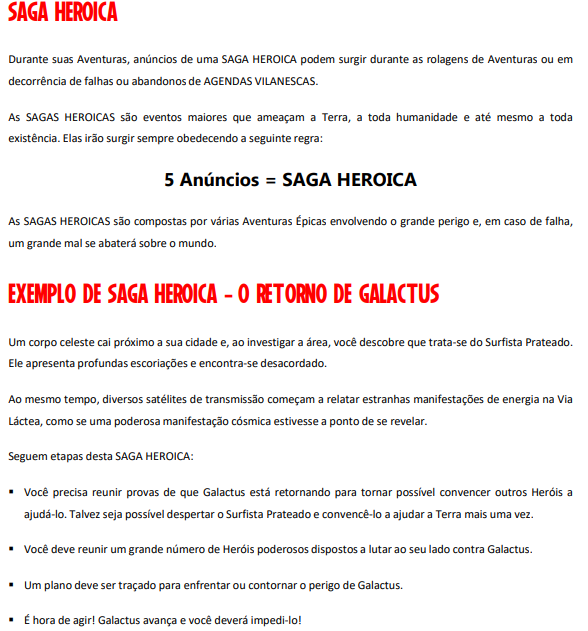 SAGA HEROICA
Durante suas Aventuras, anúncios de uma SAGA HEROICA podem surgir durante as rolagens de Aventuras ou em
decorrência de falhas ou abandonos de AGENDAS VILANESCAS.
As SAGAS HEROICAS são eventos maiores que ameaçam a Terra, a toda humanidade e até mesmo a toda
existência. Elas irão surgir sempre obedecendo a seguinte regra:
5 Anúncios = SAGA HEROICA
As SAGAS HEROICAS são compostas por várias Aventuras Épicas envolvendo o grande perigo e, em caso de falha,
um grande mal se abaterá sobre o mundo.
EXEMPLO DE SAGA HEROICA – O RETORNO DE GALACTUS
Um corpo celeste cai próximo a sua cidade e, ao investigar a área, você descobre que trata-se do Surfista Prateado.
Ele apresenta profundas escoriações e encontra-se desacordado.
Ao mesmo tempo, diversos satélites de transmissão começam a relatar estranhas manifestações de energia na Via
Láctea, como se uma poderosa manifestação cósmica estivesse a ponto de se revelar.
Seguem etapas desta SAGA HEROICA:
▪ Você precisa reunir provas de que Galactus está retornando para tornar possível convencer outros Heróis a
ajudá-lo. Talvez seja possível despertar o Surfista Prateado e convencê-lo a ajudar a Terra mais uma vez.
▪ Você deve reunir um grande número de Heróis poderosos dispostos a lutar ao seu lado contra Galactus.
▪ Um plano deve ser traçado para enfrentar ou contornar o perigo de Galactus.
▪ É hora de agir! Galactus avança e você deverá impedi-lo!